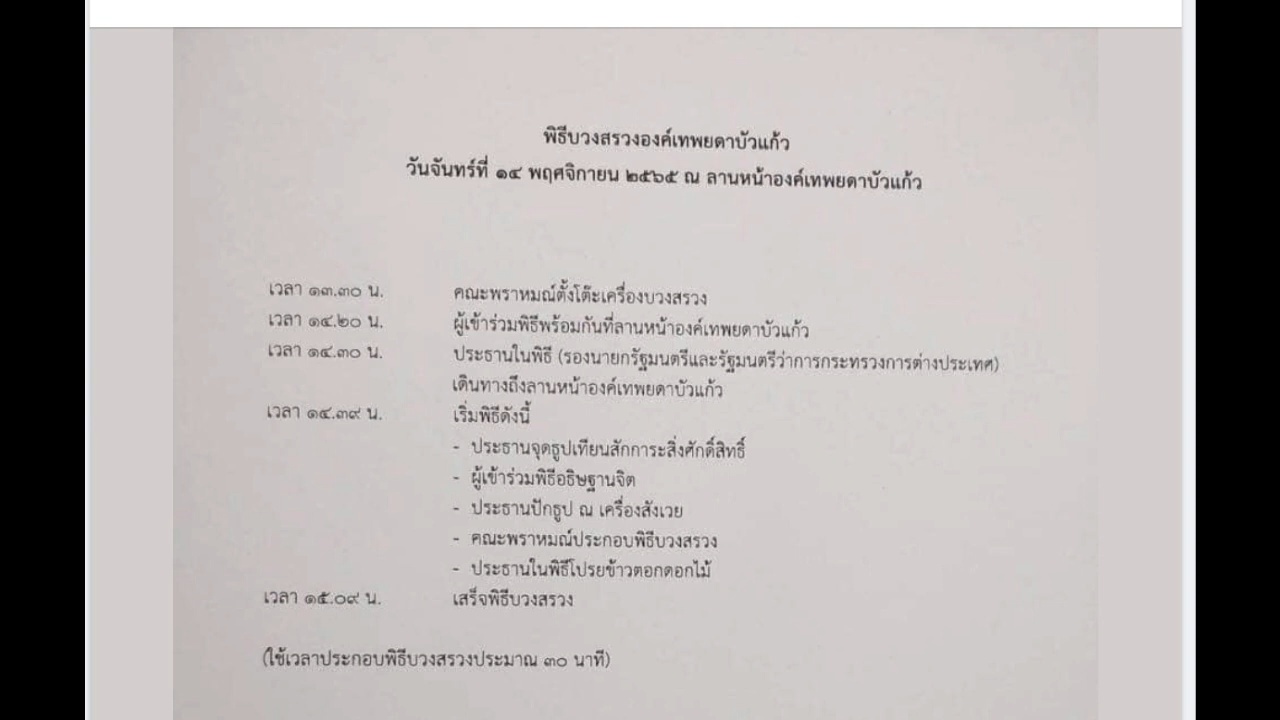 พิธีบวงสรวงองค์เทพยดาบัวแก้ว
วันจันทร์ที่ ๑๔ พฤศจิกายน ๒๕๖๕ ณ ลานหน้าองค์เทพยดาบัวแก้ว
เวลา ๑๓.๓๐ น. คณะพราหมณ์ตั้งโต๊ะเครื่องบวงสรวง
เวลา ๑๔.๒๐ น. ผู้เข้าร่วมพิธีพร้อมกันที่ลานหน้าองค์เทพยดาบัวแก้ว
เวลา ๑๔.๓๐ น. ประธานในพิธี (รองนายกรัฐมนตรีและรัฐมนตรีว่าการกระทรวงการต่างประเทศ)
เดินทางถึงลานหน้าองค์เทพยดาบัวแก้ว
เวลา ๑๔.๓๙ น. เริ่มพิธีดังนี้
- ประธานจุดธูปเทียนสักการะสิ่งศักดิ์สิทธิ์
- ผู้เข้าร่วมพิธีอธิษฐานจิต
- ประธานปักธูป ณ เครื่องสังเวย
- คณะพราหมณ์ประกอบพิธีบวงสรวง
- ประธานในพิธีโปรยข้าวตอกดอกไม้
เวลา ๑๕.๐๙ น. เสร็จพิธีบวงสรวง
(ใช้เวลาประกอบพิธีบวงสรวงประมาณ ๓๐ นาที)